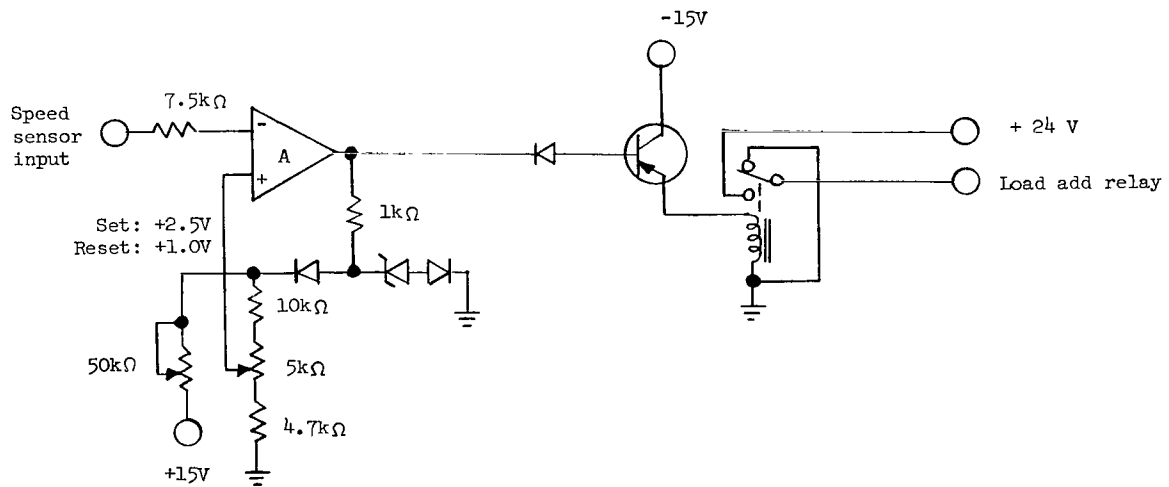 -15V
Speed
sensor
input
7.5kΩ
-
A
+
+ 24 V
Load add relay
Set: +2.5V
Reset: +1.0V
1kΩ
10kΩ
50kΩ
5kΩ
4.7kΩ
+15V